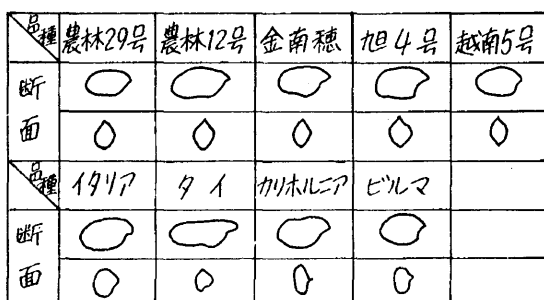 品種 農林29号 農林12号 金南穂 旭4号 越南5号
断面
品種 イタリア タイ カリホルニア ビルマ
断面